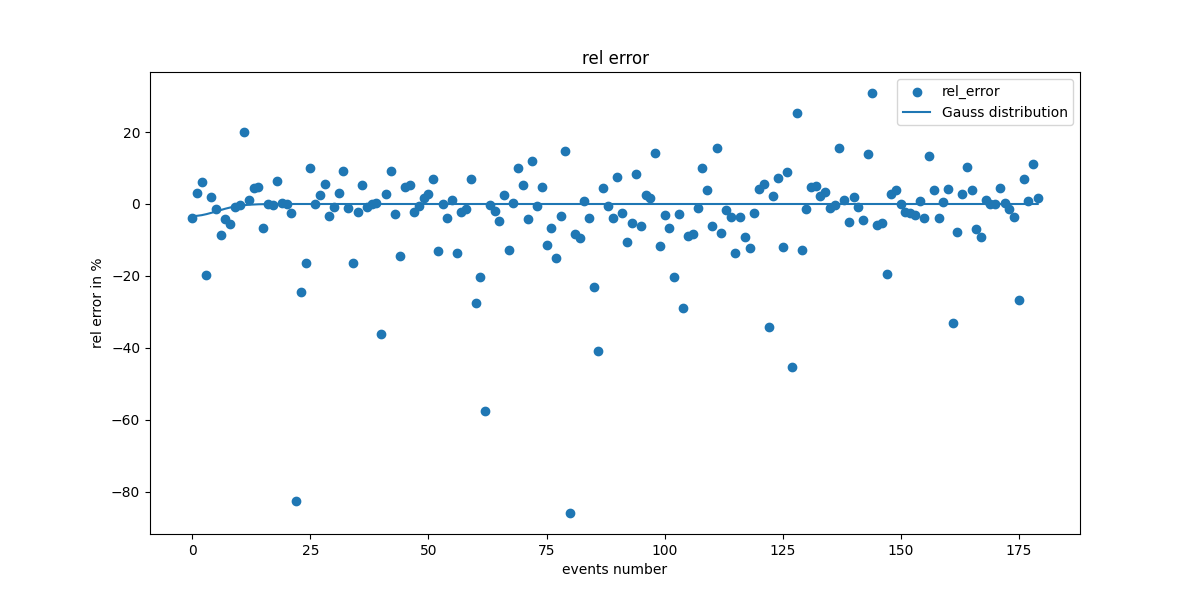 rel error
rel_error
Gauss distribution
20
0
−20
−40
−60
−80
rel error in %
0 25 50 75 100 125 150 175
events number